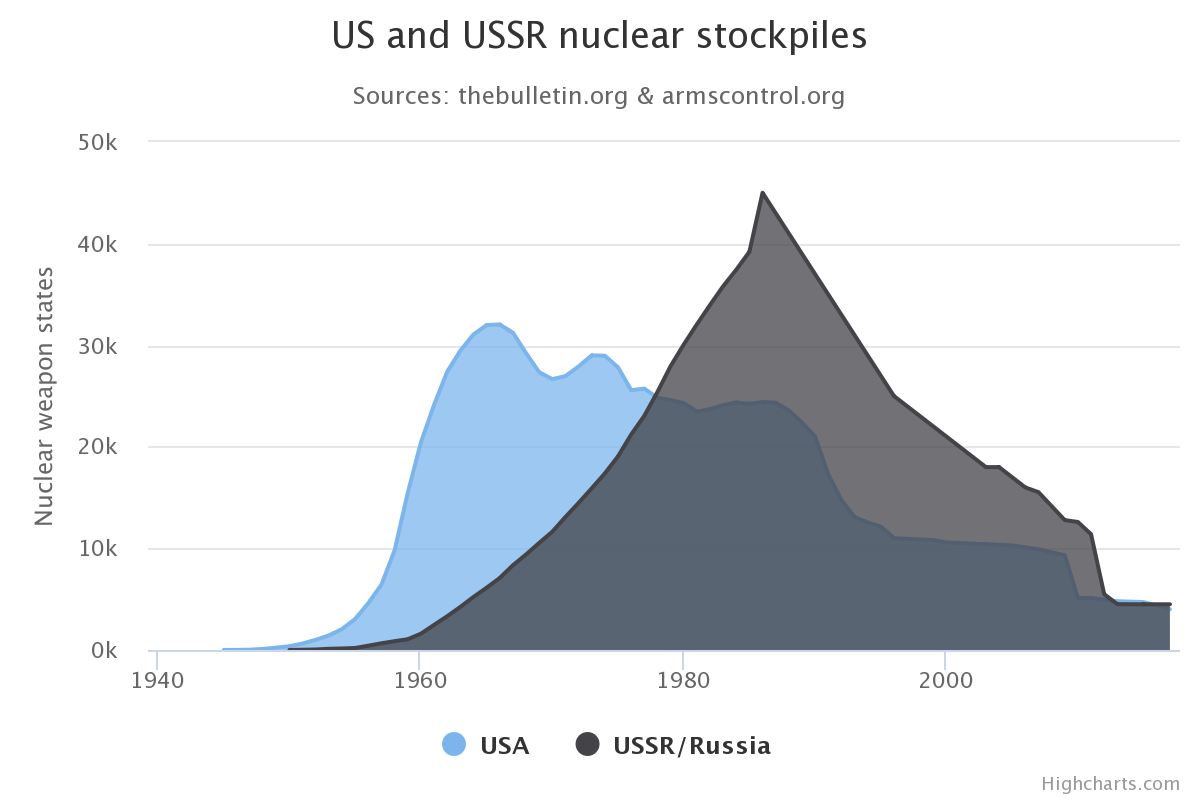 US and USSR nuclear stockpiles
Sources: thebulletin.org & armscontrol.org
Nuclear weapon states
50k
40k
30k
20k
10k
0k
1940 1960 1980 2000
USA USSR/Russia
Highcharts.com